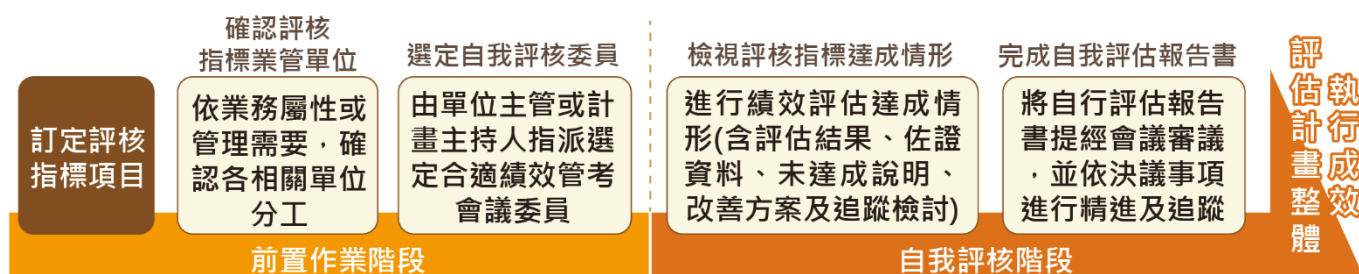 訂定評核
指標項目
確認評核
指標業管單位
依業務屬性或
管理需要，確
認各相關單位
分工
選定自我評核委員
由單位主管或計
畫主持人指派選
定合適績效管考
會議委員
前置作業階段
檢視評核指標達成情形
進行績效評估達成情
形(含評估結果、佐證
資料、未達成說明、
改善方案及追蹤檢討)
完成自我評估報告書
將自行評估報告
書提經會議審議
，並依決議事項
進行精進及追蹤
自我評核階段
評估計畫整體
執行成效